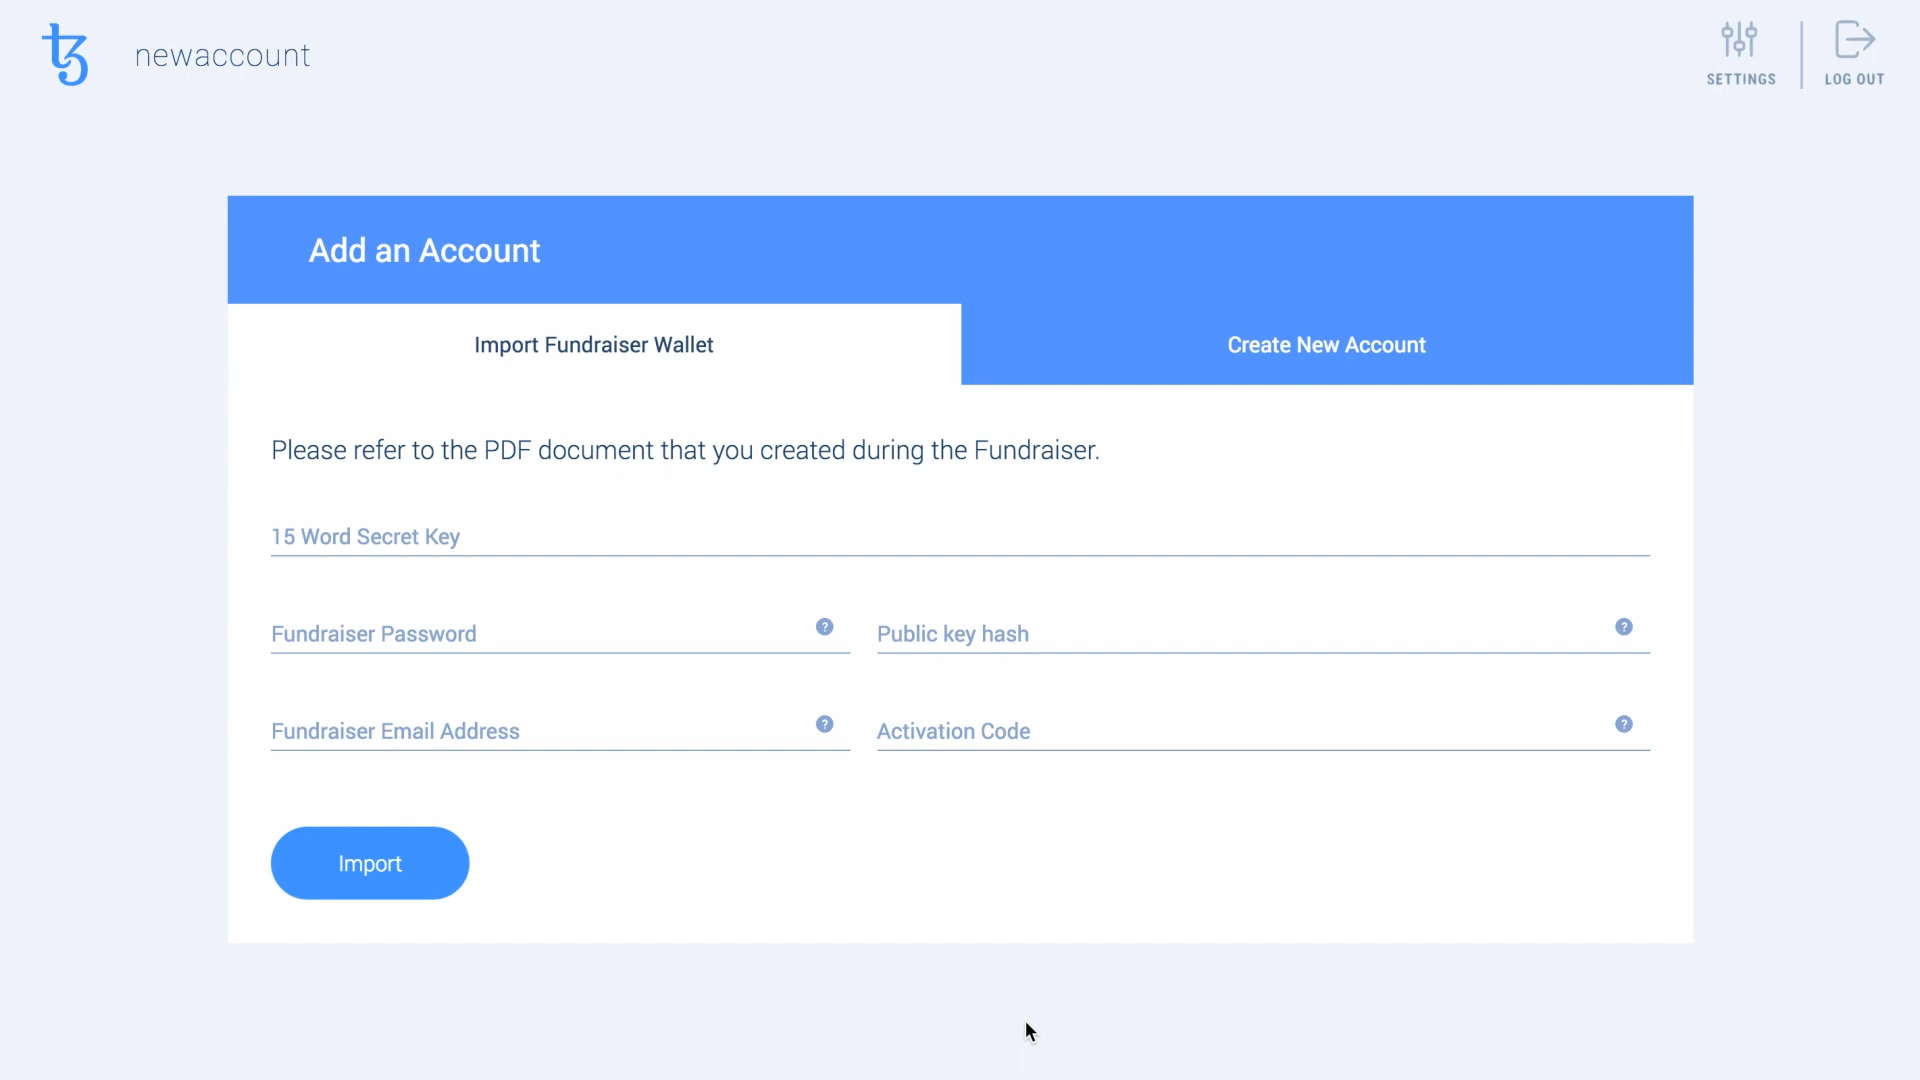 newaccount
SETTINGS
LOG OUT
Add an Account
Import Fundraiser Wallet
Create New Account
Please refer to the PDF document that you created during the Fundraiser.
15 Word Secret Key
Fundraiser Password ?
Public key hash ?
Fundraiser Email Address ?
Activation Code ?
Import